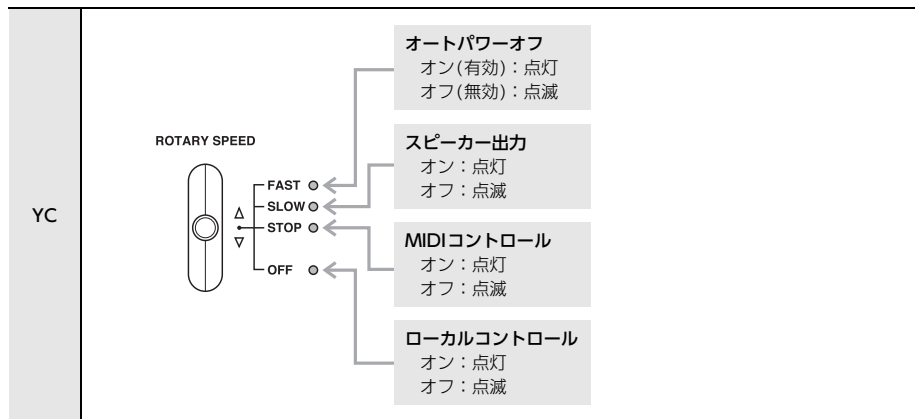 YC
ROTARY SPEED
FAST
SLOW
STOP
OFF
オートパワーオフ
オン(有効)：点灯
オフ(無効)：点滅
スピーカー出力
オン：点灯
オフ：点滅
MIDIコントロール
オン：点灯
オフ：点滅
ローカルコントロール
オン：点灯
オフ：点滅